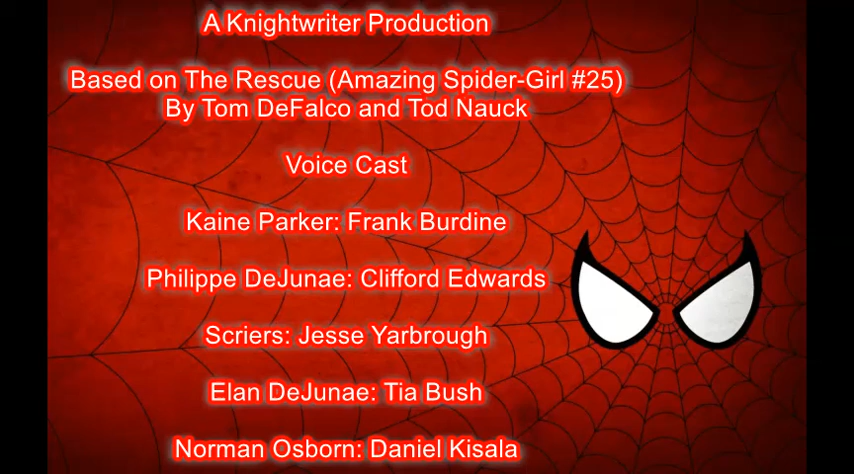 A Knightwriter Production
Based on The Rescue (Amazing Spider-Girl #25)
By Tom DeFalco and Tod Nauck
Voice Cast
Kaine Parker: Frank Burdine
Philippe DeJunae: Clifford Edwards
Scriers: Jesse Yarbrough
Elan DeJunae: Tia Bush
Norman Osborn: Daniel Kisala